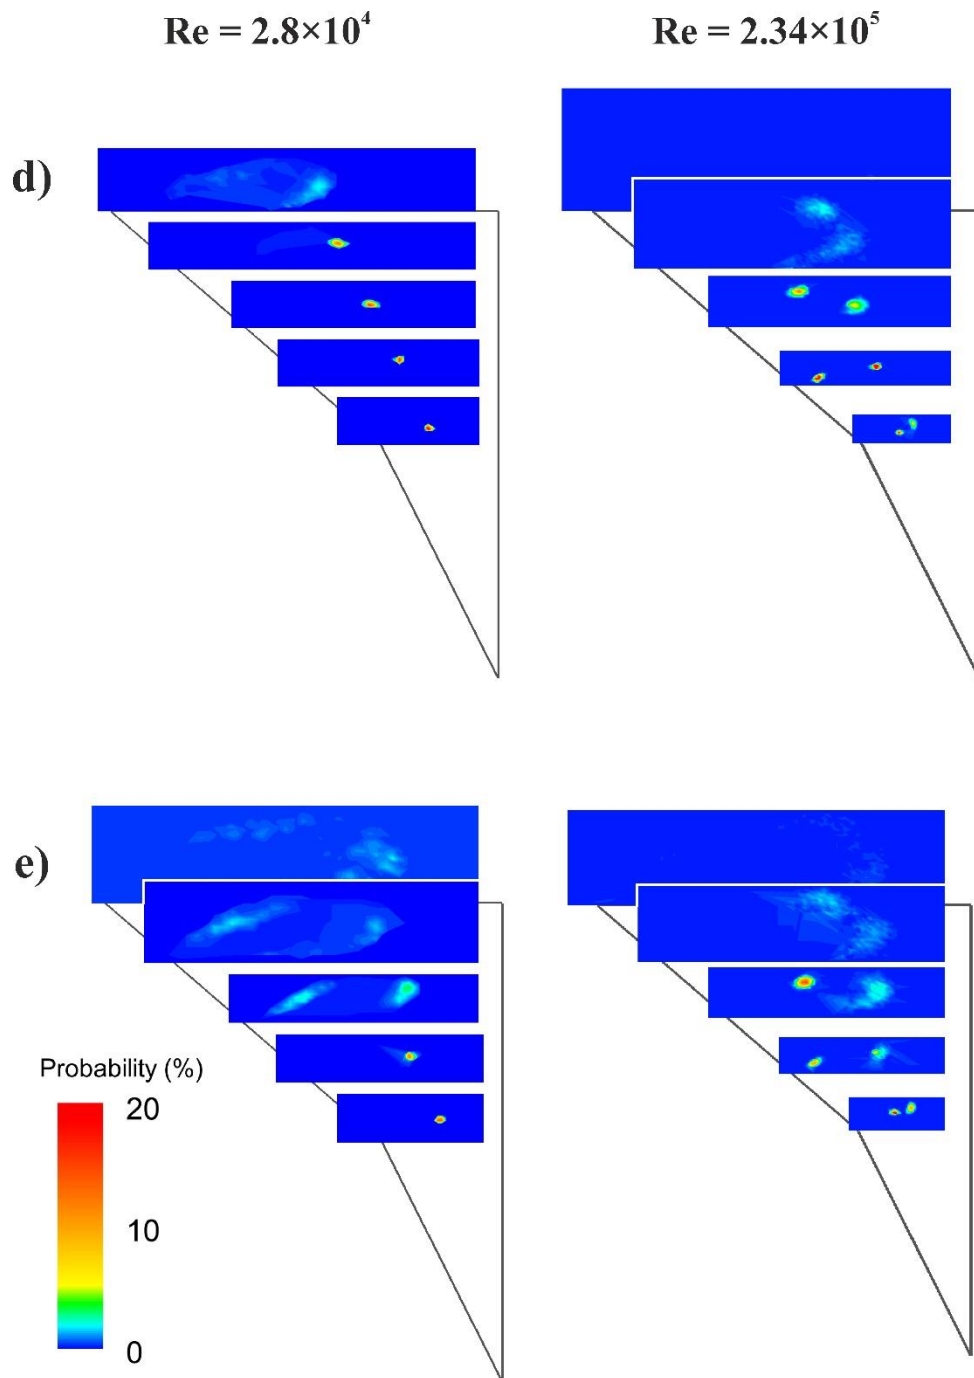 Re = 2.8×10⁴
Re = 2.34×10⁵
d)
e)
Probability (%)
20
10
0